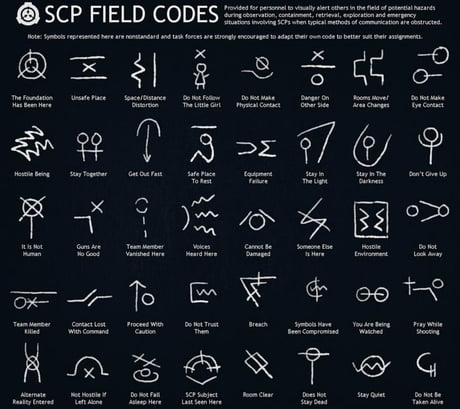 SCP FIELD CODES
Provided for personnel to visually alert others in the field of potential hazards
during observation, containment, retrieval, exploration and emergency
situations involving SCPs when typical methods of communication are obstructed.
Note: Symbols represented here are nonstandard and task forces are strongly encouraged to adapt their own code to better suit their assignments.
The Foundation
Has Been Here
Unsafe Place
Space/Distance
Distortion
Do Not Follow
The Little Girl
Do Not Make
Physical Contact
Danger On
Other Side
Rooms Move/
Area Changes
Do Not Make
Eye Contact
Hostile Being
Stay Together
Get Out Fast
Safe Place
To Rest
Equipment
Failure
Stay In
The Light
Stay In The
Darkness
Don't Give Up
It Is Not
Human
Guns Are
No Good
Team Member
Vanished Here
Voices
Heard Here
Cannot Be
Damaged
Someone Else
Is Here
Hostile
Environment
Do Not
Look Away
Team Member
Killed
Contact Lost
With Command
Proceed With
Caution
Do Not Trust
Them
Breach
Symbols Have
Been Compromised
You Are Being
Watched
Pray While
Shooting
Alternate
Reality Entered
Not Hostile If
Left Alone
Do Not Fall
Asleep Here
SCP Subject
Last Seen Here
Room Clear
Does Not
Stay Dead
Stay Quiet
Do Not Be
Taken Alive